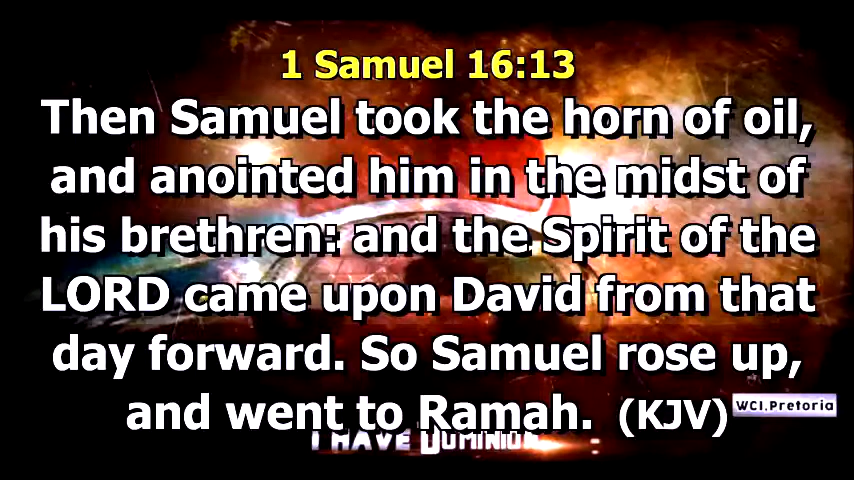 1 Samuel 16:13
Then Samuel took the horn of oil,
and anointed him in the midst of
his brethren: and the Spirit of the
LORD came upon David from that
day forward. So Samuel rose up,
and went to Ramah. (KJV)
WCI.Pretoria
I HAVE DOMINION